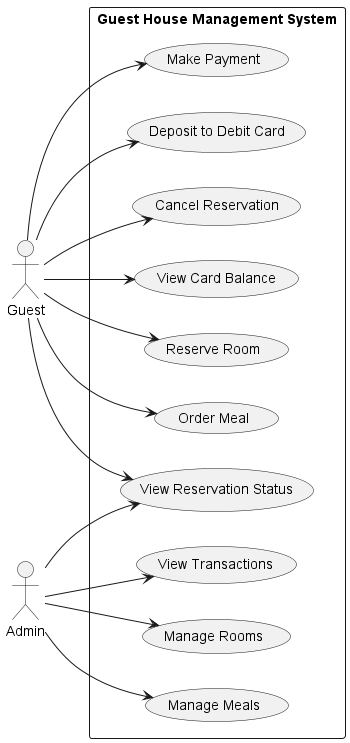 Guest House Management System
Make Payment
Deposit to Debit Card
Cancel Reservation
View Card Balance
Guest
Reserve Room
Order Meal
View Reservation Status
View Transactions
Admin
Manage Rooms
Manage Meals